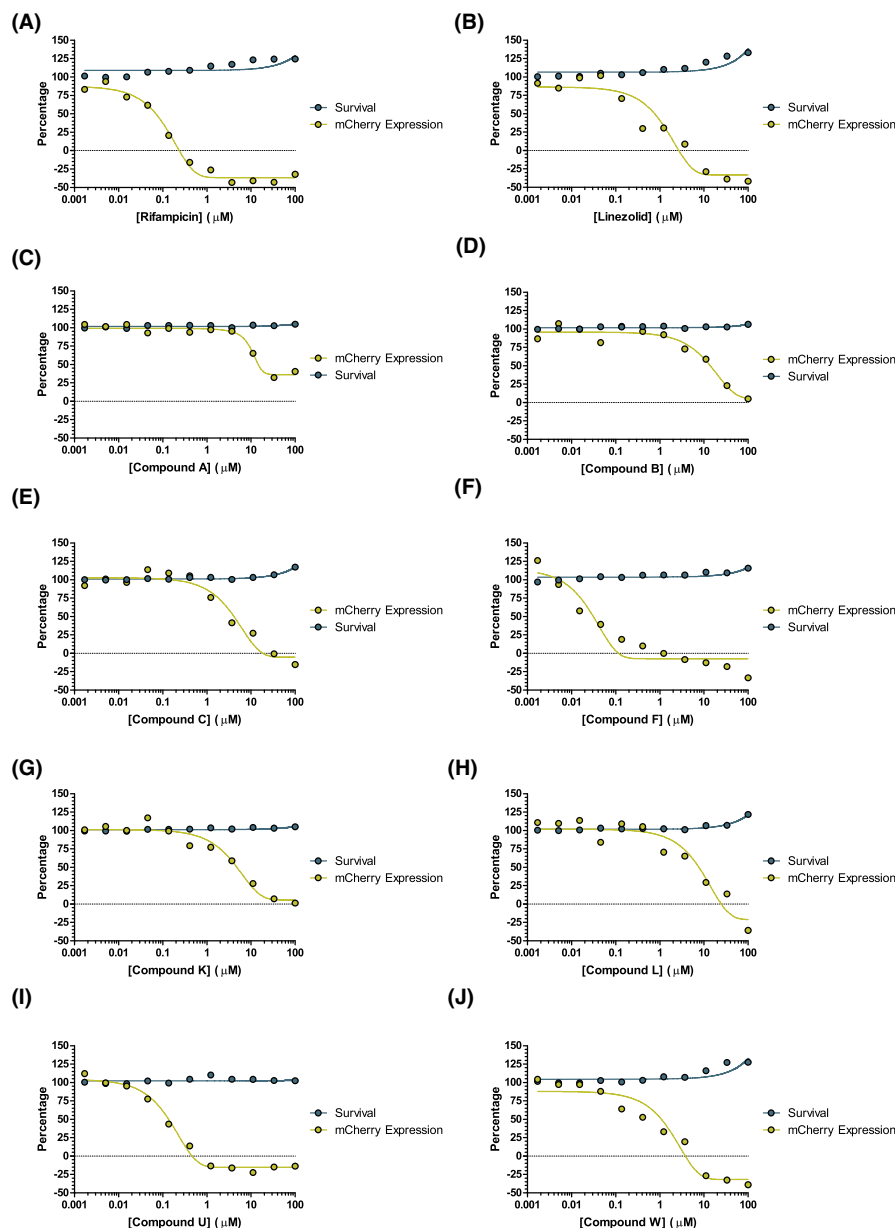 (A)
150
125
100
75
50
25
0
-25
-50
Percentage
0.001 0.01 0.1 1 10 100
[Rifampicin] ( μM)
Survival
mCherry Expression
(B)
150
125
100
75
50
25
0
-25
-50
Percentage
0.001 0.01 0.1 1 10 100
[Linezolid] ( μM)
Survival
mCherry Expression
(C)
150
125
100
75
50
25
0
-25
-50
Percentage
0.001 0.01 0.1 1 10 100
[Compound A] ( μM)
mCherry Expression
Survival
(D)
150
125
100
75
50
25
0
-25
-50
Percentage
0.001 0.01 0.1 1 10 100
[Compound B] ( μM)
mCherry Expression
Survival
(E)
150
125
100
75
50
25
0
-25
-50
Percentage
0.001 0.01 0.1 1 10 100
[Compound C] ( μM)
mCherry Expression
Survival
(F)
150
125
100
75
50
25
0
-25
-50
Percentage
0.001 0.01 0.1 1 10 100
[Compound F] ( μM)
mCherry Expression
Survival
(G)
150
125
100
75
50
25
0
-25
-50
Percentage
0.001 0.01 0.1 1 10 100
[Compound K] ( μM)
Survival
mCherry Expression
(H)
150
125
100
75
50
25
0
-25
-50
Percentage
0.001 0.01 0.1 1 10 100
[Compound L] ( μM)
Survival
mCherry Expression
(I)
150
125
100
75
50
25
0
-25
-50
Percentage
0.001 0.01 0.1 1 10 100
[Compound U] ( μM)
Survival
mCherry Expression
(J)
150
125
100
75
50
25
0
-25
-50
Percentage
0.001 0.01 0.1 1 10 100
[Compound W] ( μM)
Survival
mCherry Expression